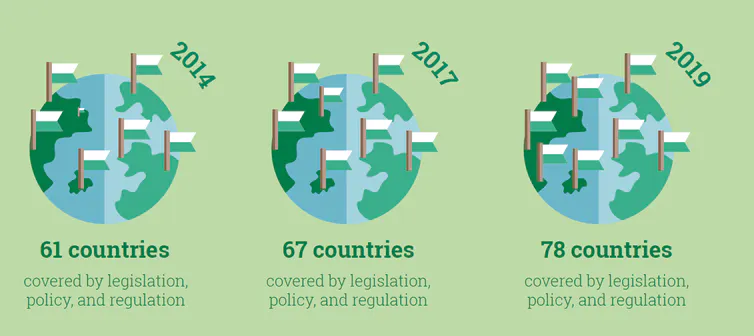 2014
61 countries
covered by legislation,
policy, and regulation
2017
67 countries
covered by legislation,
policy, and regulation
2019
78 countries
covered by legislation,
policy, and regulation